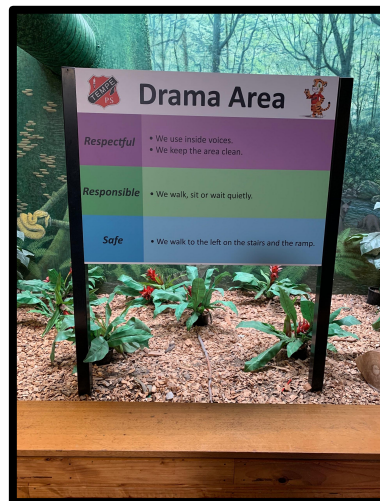 TEMPE
PS
Drama Area
Respectful
• We use inside voices.
• We keep the area clean.
Responsible
• We walk, sit or wait quietly.
Safe
• We walk to the left on the stairs and the ramp.